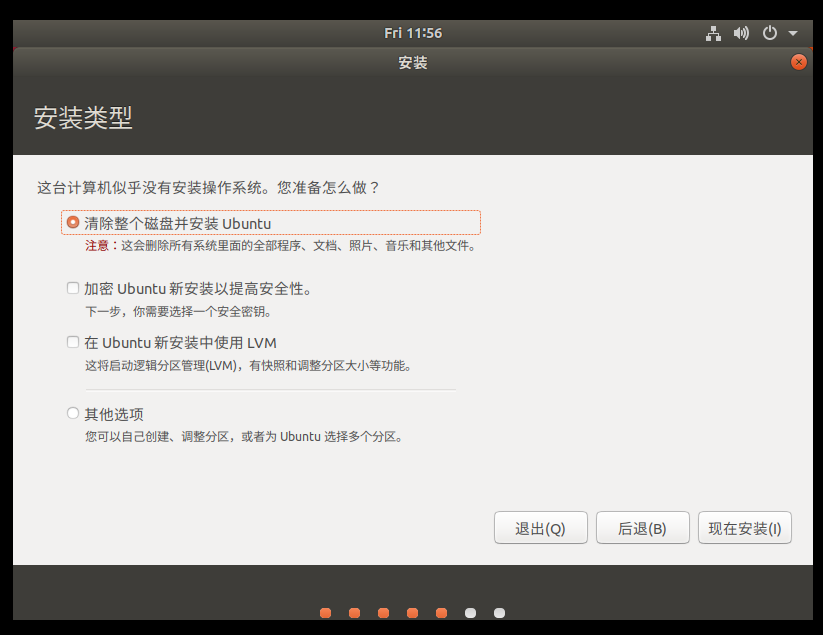 Fri 11:56
安装
安装类型
这台计算机似乎没有安装操作系统。您准备怎么做？
清除整个磁盘并安装 Ubuntu
注意：这会删除所有系统里面的全部程序、文档、照片、音乐和其他文件。
加密 Ubuntu 新安装以提高安全性。
下一步，你需要选择一个安全密钥。
在 Ubuntu 新安装中使用 LVM
这将启动逻辑分区管理(LVM)，有快照和调整分区大小等功能。
其他选项
您可以自己创建、调整分区，或者为 Ubuntu 选择多个分区。
退出(Q) 后退(B) 现在安装(I)